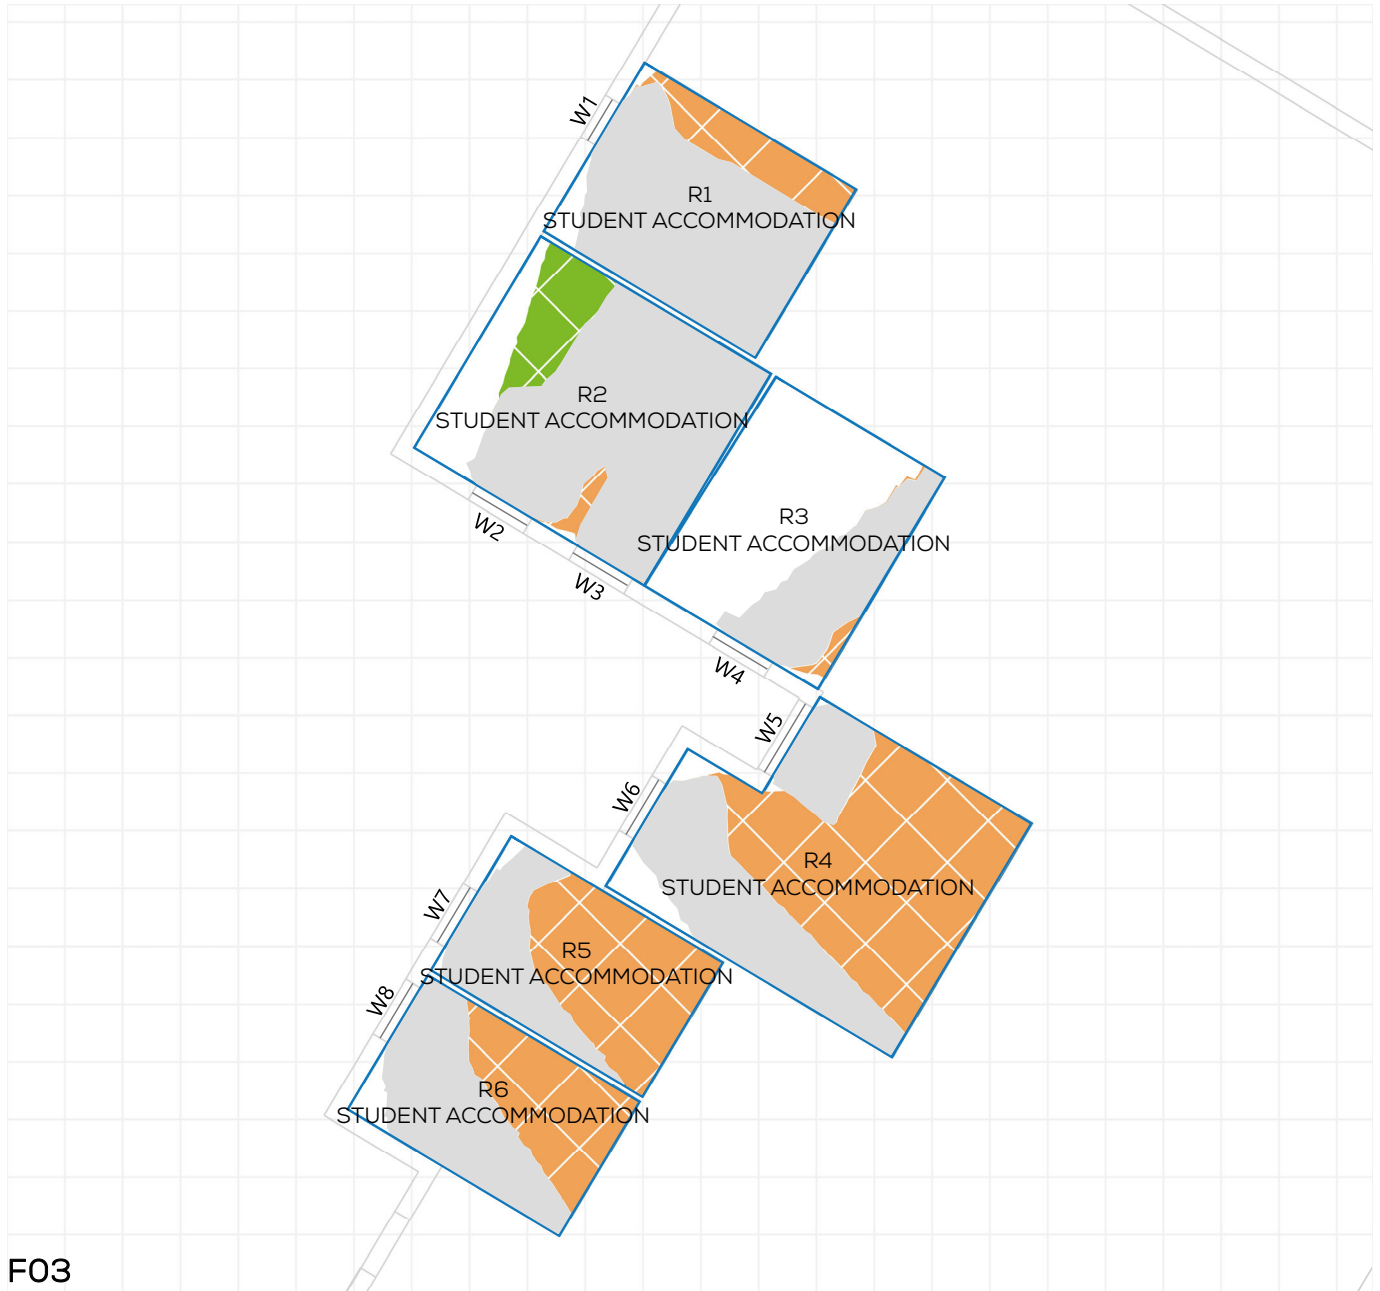 W1
R1
STUDENT ACCOMMODATION
R2
STUDENT ACCOMMODATION
W2
W3
R3
STUDENT ACCOMMODATION
W4
W5
W6
R4
STUDENT ACCOMMODATION
W7
R5
STUDENT ACCOMMODATION
W8
R6
STUDENT ACCOMMODATION
F03